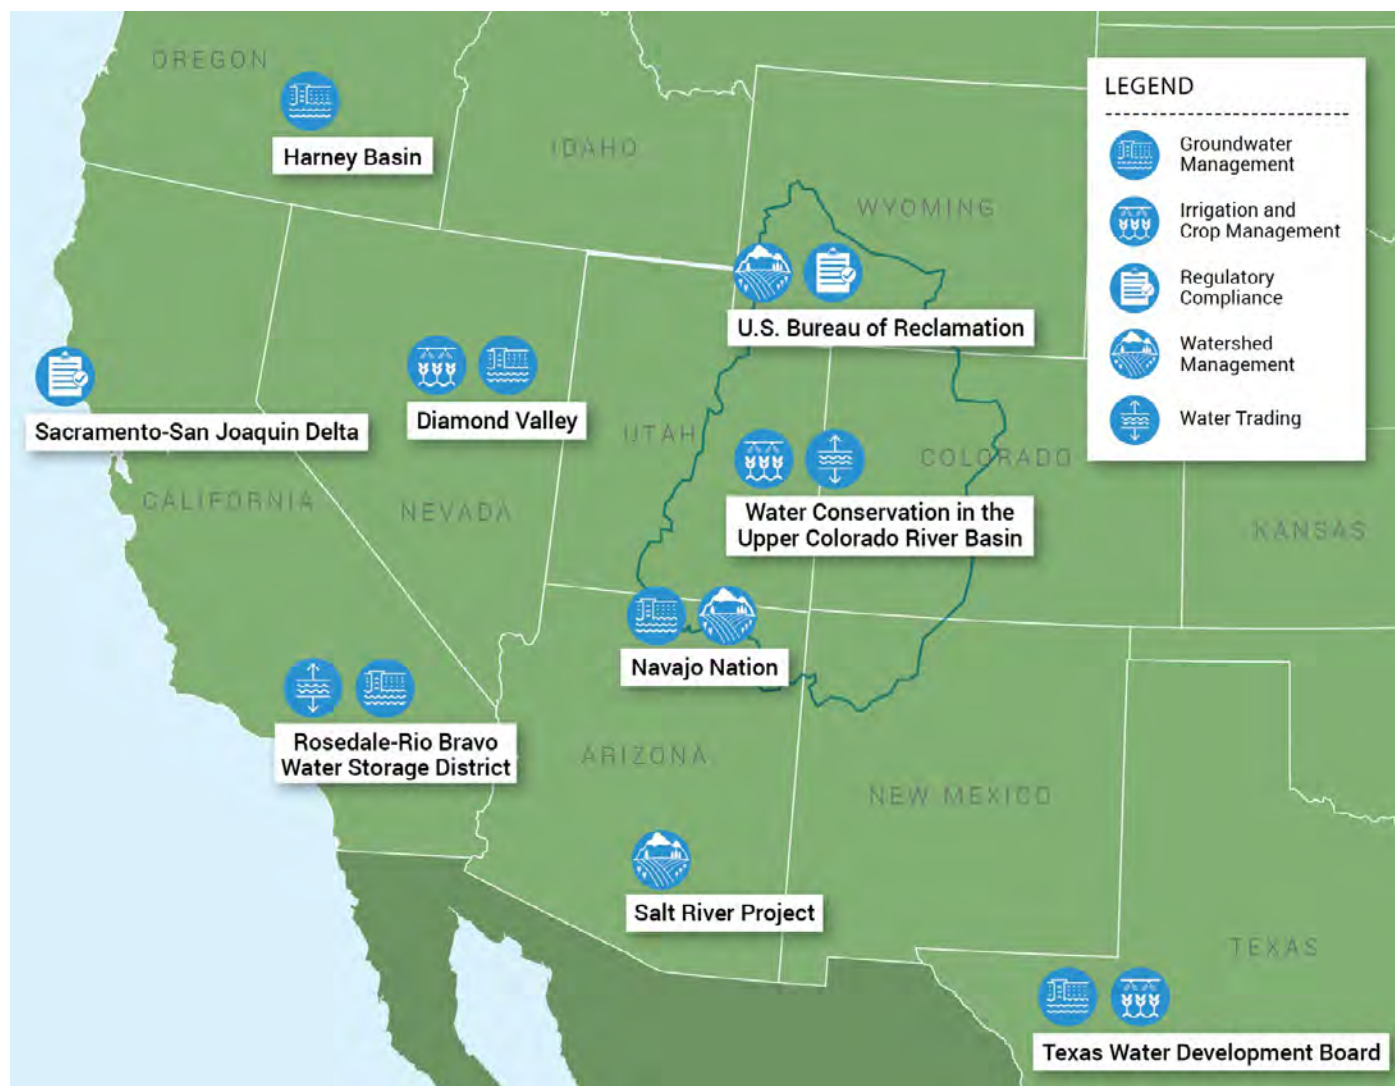 OREGON
Harney Basin
IDAHO
WYOMING
LEGEND
Groundwater
Management
Irrigation and
Crop Management
Regulatory
Compliance
Watershed
Management
Water Trading
U.S. Bureau of Reclamation
Diamond Valley
Sacramento-San Joaquin Delta
UTAH
COLORADO
CALIFORNIA
NEVADA
Water Conservation in the
Upper Colorado River Basin
KANSAS
Navajo Nation
Rosedale-Rio Bravo
Water Storage District
ARIZONA
NEW MEXICO
Salt River Project
TEXAS
Texas Water Development Board